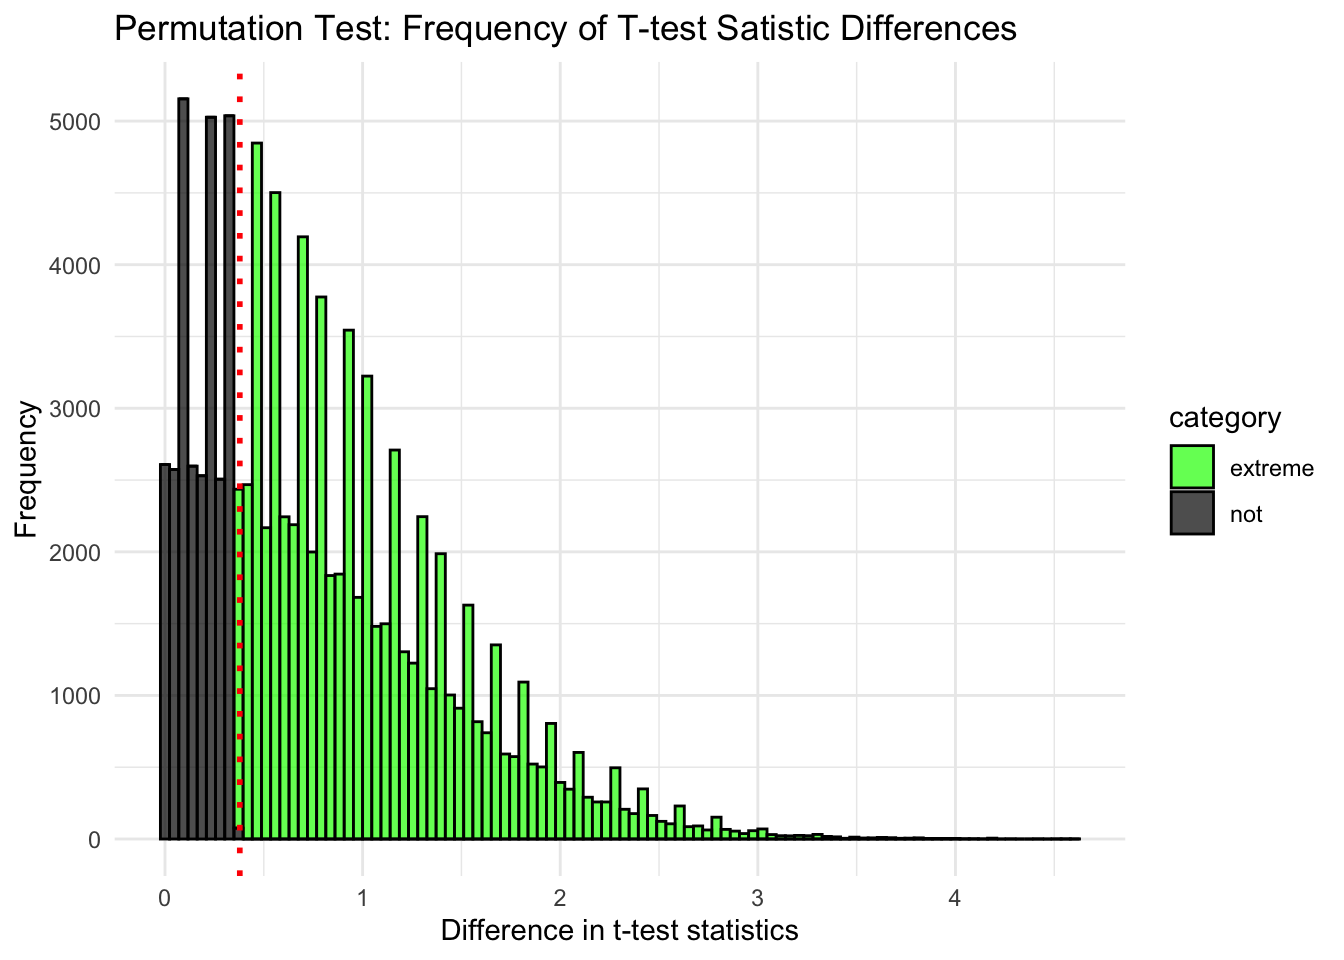 Permutation Test: Frequency of T-test Satistic Differences
Frequency
5000
4000
3000
2000
1000
0
0 1 2 3 4
Difference in t-test statistics
category
extreme
not